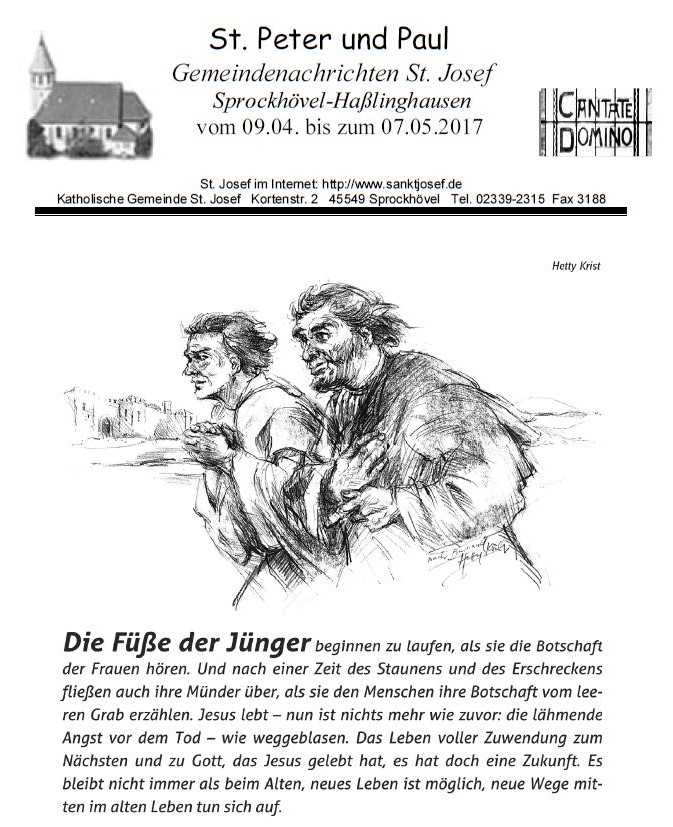 St. Peter und Paul
Gemeindenachrichten St. Josef
Sprockhövel-Haßlinghausen
vom 09.04. bis zum 07.05.2017
CANTATE
DOMINO
St. Josef im Internet: http://www.sanktjosef.de
Katholische Gemeinde St. Josef Kortenstr. 2 45549 Sprockhövel Tel. 02339-2315 Fax 3188
Hetty Krist
Die Füße der Jünger beginnen zu laufen, als sie die Botschaft
der Frauen hören. Und nach einer Zeit des Staunens und des Erschreckens
fließen auch ihre Münder über, als sie den Menschen ihre Botschaft vom lee-
ren Grab erzählen. Jesus lebt – nun ist nichts mehr wie zuvor: die lähmende
Angst vor dem Tod – wie weggeblasen. Das Leben voller Zuwendung zum
Nächsten und zu Gott, das Jesus gelebt hat, es hat doch eine Zukunft. Es
bleibt nicht immer als beim Alten, neues Leben ist möglich, neue Wege mit-
ten im alten Leben tun sich auf.